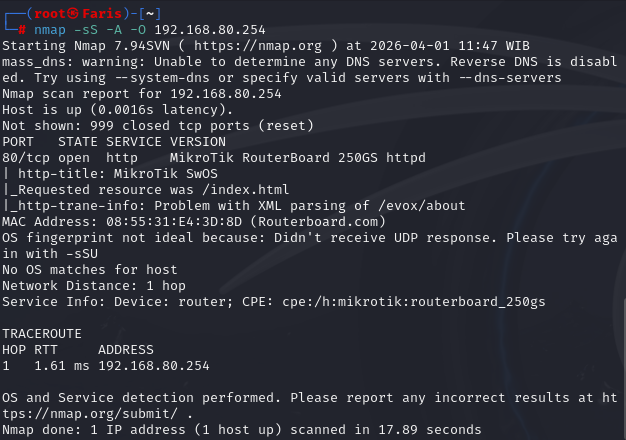 ┌──(root㉿Faris)-[~]
└─# nmap -sS -A -O 192.168.80.254
Starting Nmap 7.94SVN ( https://nmap.org ) at 2026-04-01 11:47 WIB
mass_dns: warning: Unable to determine any DNS servers. Reverse DNS is disabl
ed. Try using --system-dns or specify valid servers with --dns-servers
Nmap scan report for 192.168.80.254
Host is up (0.0016s latency).
Not shown: 999 closed tcp ports (reset)
PORT   STATE SERVICE VERSION
80/tcp open  http    MikroTik RouterBoard 250GS httpd
| http-title: MikroTik SwOS
|_Requested resource was /index.html
|_http-trane-info: Problem with XML parsing of /evox/about
MAC Address: 08:55:31:E4:3D:8D (Routerboard.com)
OS fingerprint not ideal because: Didn't receive UDP response. Please try aga
in with -sSU
No OS matches for host
Network Distance: 1 hop
Service Info: Device: router; CPE: cpe:/h:mikrotik:routerboard_250gs

TRACEROUTE
HOP RTT     ADDRESS
1   1.61 ms 192.168.80.254

OS and Service detection performed. Please report any incorrect results at ht
tps://nmap.org/submit/ .
Nmap done: 1 IP address (1 host up) scanned in 17.89 seconds